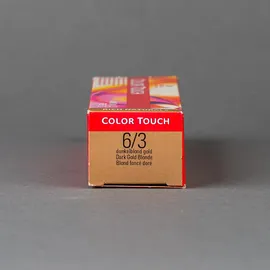 COLOR TOUCH
6/3
dunkelblond gold
Dark Gold Blonde
Blond foncé doré